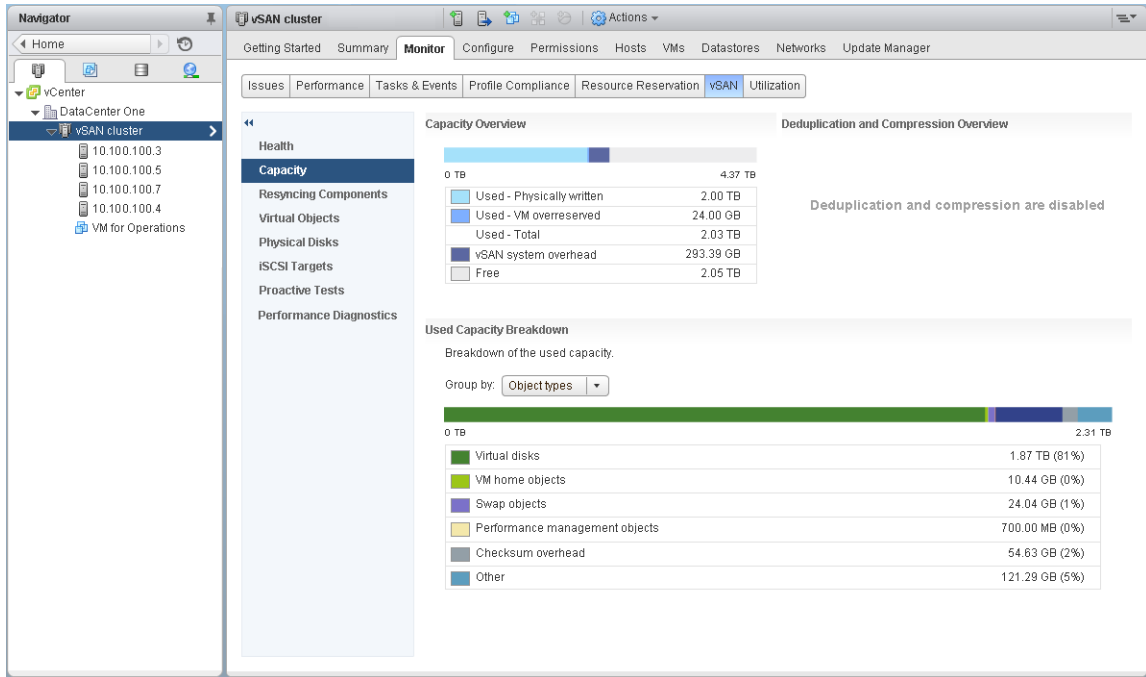 Navigator
Home
vCenter
DataCenter One
vSAN cluster
10.100.100.3
10.100.100.5
10.100.100.7
10.100.100.4
VM for Operations
vSAN cluster
Actions
Getting Started Summary Monitor Configure Permissions Hosts VMs Datastores Networks Update Manager
Issues Performance Tasks & Events Profile Compliance Resource Reservation vSAN Utilization
Health
Capacity
Resyncing Components
Virtual Objects
Physical Disks
iSCSI Targets
Proactive Tests
Performance Diagnostics
Capacity Overview
0 TB 4.37 TB
Used - Physically written 2.00 TB
Used - VM overreserved 24.00 GB
Used - Total 2.03 TB
vSAN system overhead 293.39 GB
Free 2.05 TB
Deduplication and Compression Overview
Deduplication and compression are disabled
Used Capacity Breakdown
Breakdown of the used capacity.
Group by: Object types
0 TB 2.31 TB
Virtual disks 1.87 TB (81%)
VM home objects 10.44 GB (0%)
Swap objects 24.04 GB (1%)
Performance management objects 700.00 MB (0%)
Checksum overhead 54.63 GB (2%)
Other 121.29 GB (5%)